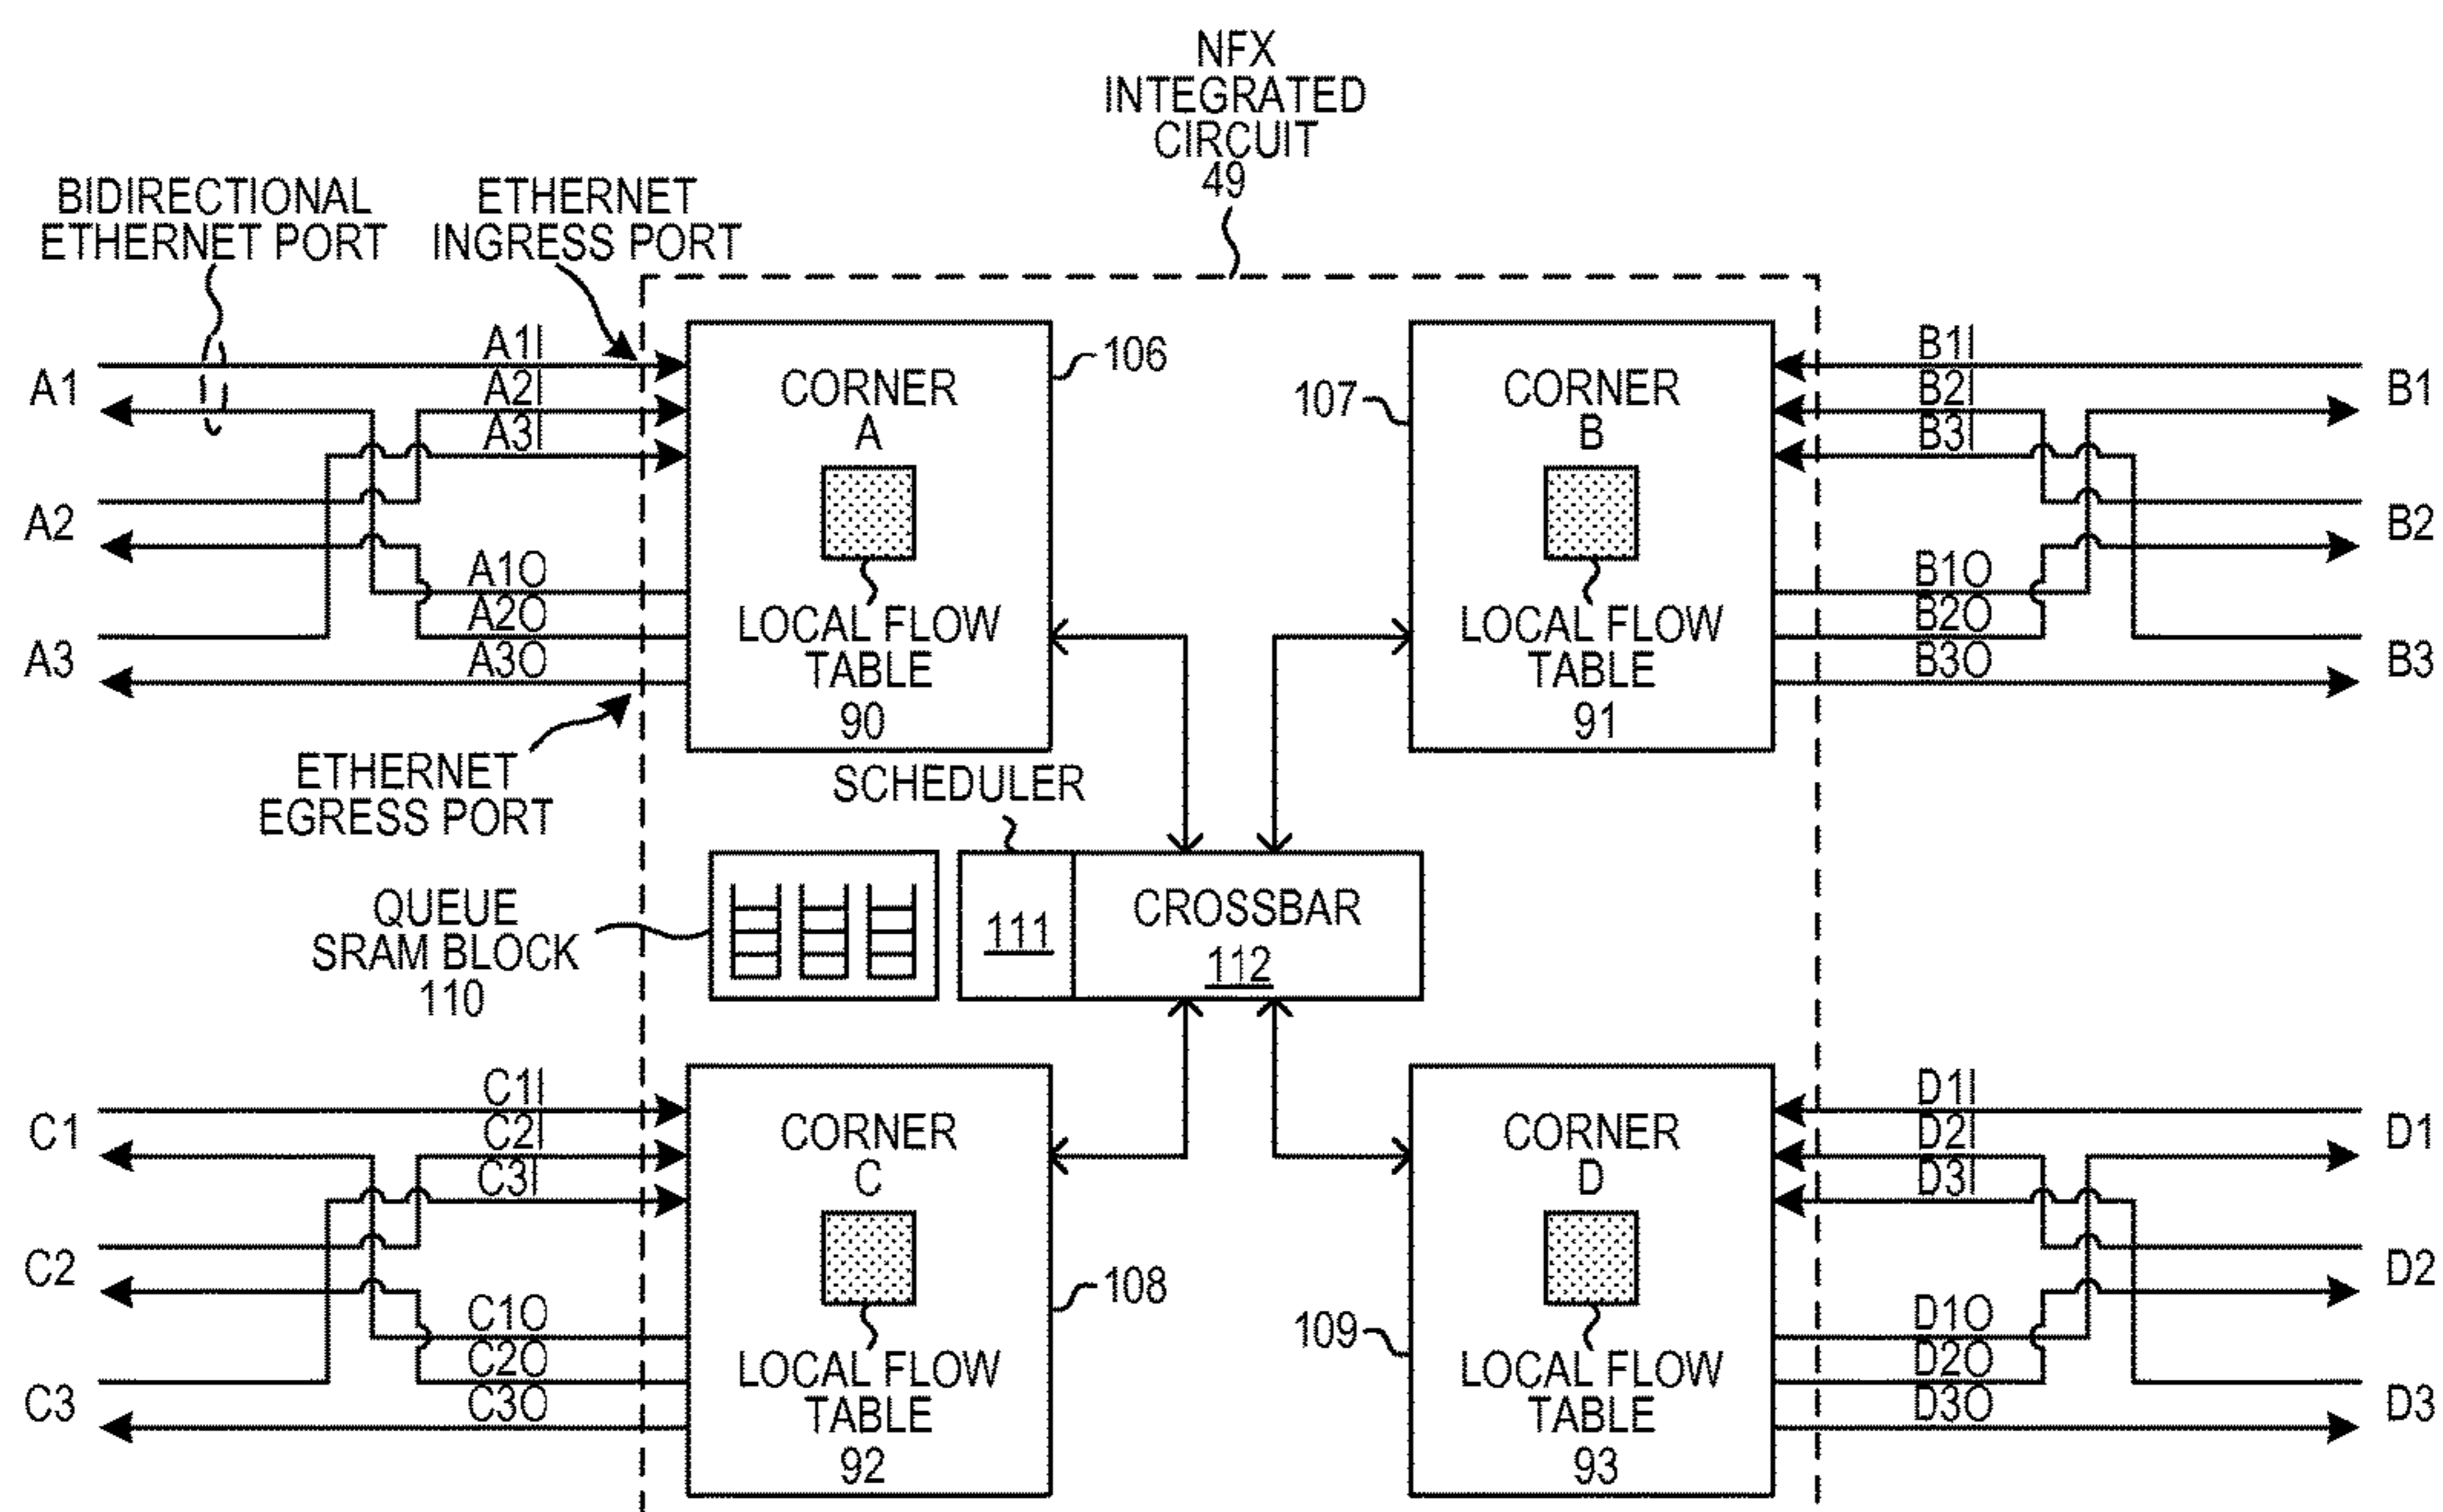 NFX
INTEGRATED
CIRCUIT
49
BIDIRECTIONAL
ETHERNET PORT
ETHERNET
INGRESS PORT
A1
A2
A3
A1I
A2I
A3I
A1O
A2O
A3O
CORNER
A
LOCAL FLOW
TABLE
90
106
107
CORNER
B
LOCAL FLOW
TABLE
91
B1I
B2I
B3I
B1O
B2O
B3O
B1
B2
B3
ETHERNET
EGRESS PORT
SCHEDULER
QUEUE
SRAM BLOCK
110
111
CROSSBAR
112
C1
C2
C3
C1I
C2I
C3I
C1O
C2O
C3O
CORNER
C
LOCAL FLOW
TABLE
92
108
109
CORNER
D
LOCAL FLOW
TABLE
93
D1I
D2I
D3I
D1O
D2O
D3O
D1
D2
D3